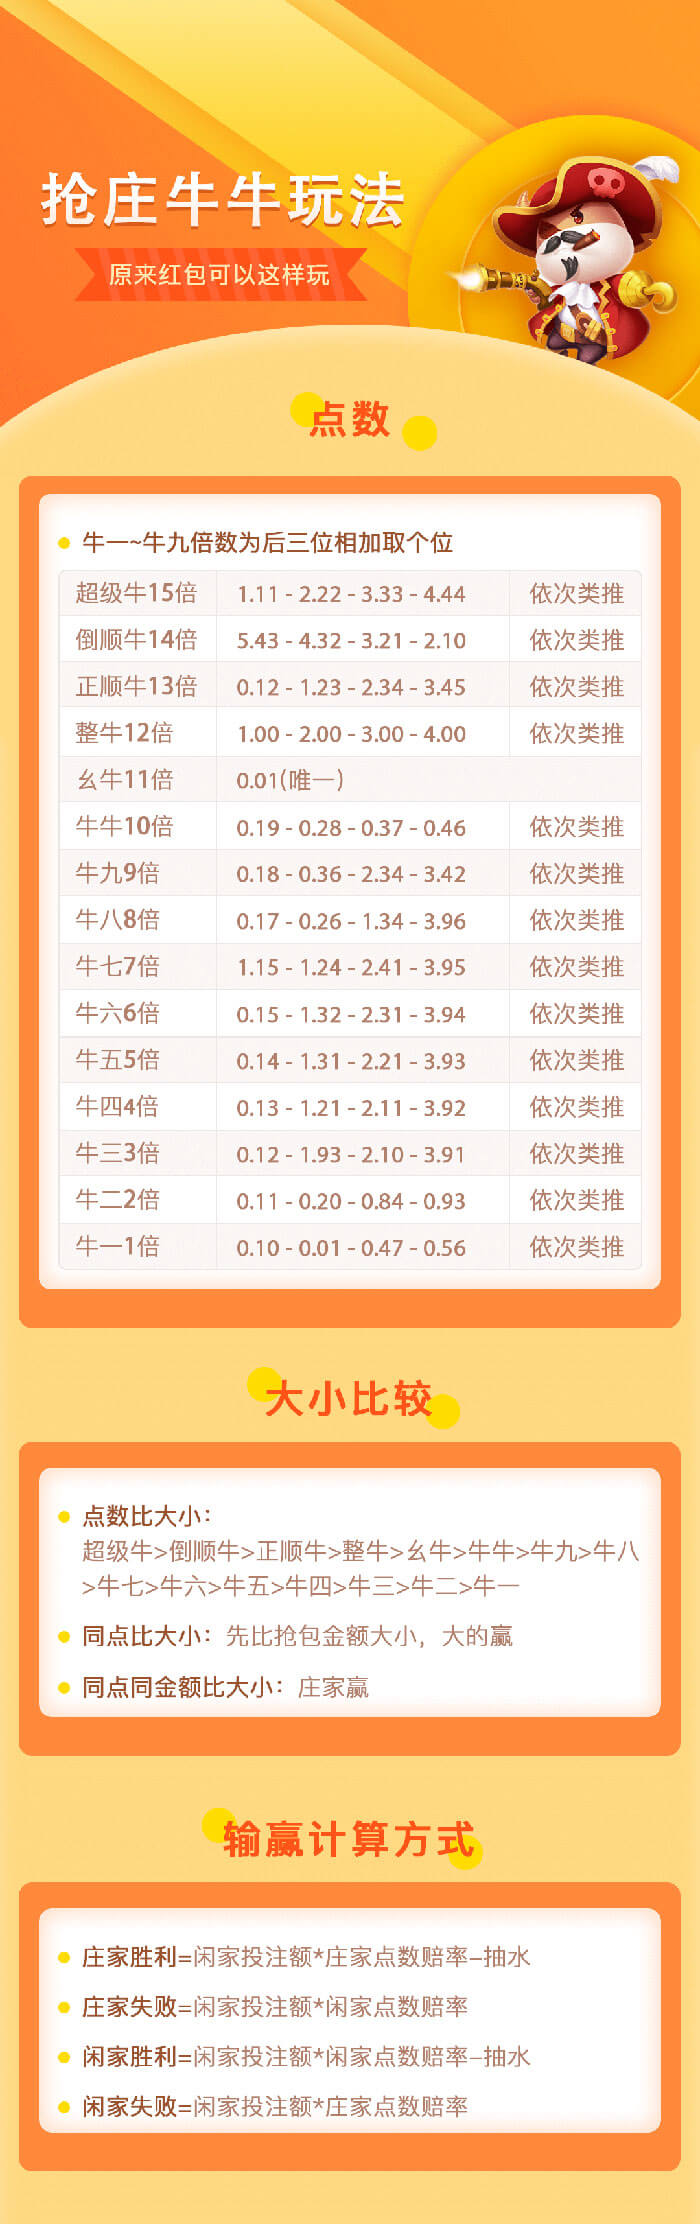 抢庄牛牛玩法
原来红包可以这样玩
点数
牛一~牛九倍数为后三位相加取个位
超级牛15倍 1.11 - 2.22 - 3.33 - 4.44 依次类推
倒顺牛14倍 5.43 - 4.32 - 3.21 - 2.10 依次类推
正顺牛13倍 0.12 - 1.23 - 2.34 - 3.45 依次类推
整牛12倍 1.00 - 2.00 - 3.00 - 4.00 依次类推
幺牛11倍 0.01(唯一)
牛牛10倍 0.19 - 0.28 - 0.37 - 0.46 依次类推
牛九9倍 0.18 - 0.36 - 2.34 - 3.42 依次类推
牛八8倍 0.17 - 0.26 - 1.34 - 3.96 依次类推
牛七7倍 1.15 - 1.24 - 2.41 - 3.95 依次类推
牛六6倍 0.15 - 1.32 - 2.31 - 3.94 依次类推
牛五5倍 0.14 - 1.31 - 2.21 - 3.93 依次类推
牛四4倍 0.13 - 1.21 - 2.11 - 3.92 依次类推
牛三3倍 0.12 - 1.93 - 2.10 - 3.91 依次类推
牛二2倍 0.11 - 0.20 - 0.84 - 0.93 依次类推
牛一1倍 0.10 - 0.01 - 0.47 - 0.56 依次类推
大小比较
点数比大小：
超级牛>倒顺牛>正顺牛>整牛>幺牛>牛牛>牛九>牛八
>牛七>牛六>牛五>牛四>牛三>牛二>牛一
同点比大小：先比抢包金额大小，大的赢
同点同金额比大小：庄家赢
输赢计算方式
庄家胜利=闲家投注额*庄家点数赔率-抽水
庄家失败=闲家投注额*闲家点数赔率
闲家胜利=闲家投注额*闲家点数赔率-抽水
闲家失败=闲家投注额*庄家点数赔率